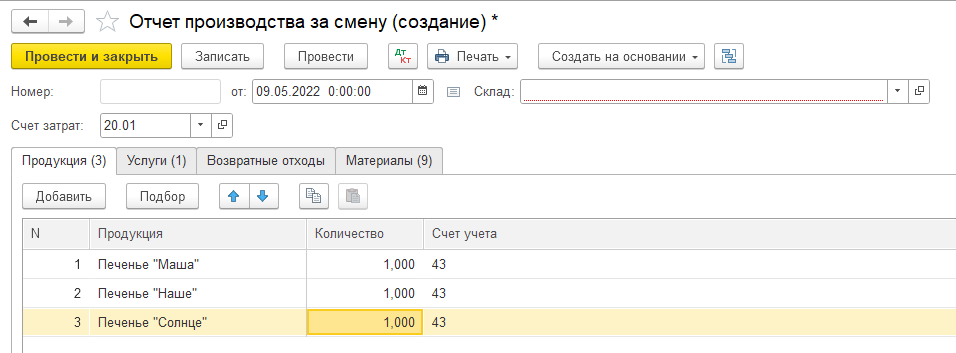 Отчет производства за смену (создание) *
Провести и закрыть Записать Провести Дт Кт Печать Создать на основании
Номер: от: 09.05.2022 0:00:00 Склад:
Счет затрат: 20.01
Продукция (3) Услуги (1) Возвратные отходы Материалы (9)
Добавить Подбор
N Продукция Количество Счет учета
1 Печенье "Маша" 1,000 43
2 Печенье "Наше" 1,000 43
3 Печенье "Солнце" 1,000 43